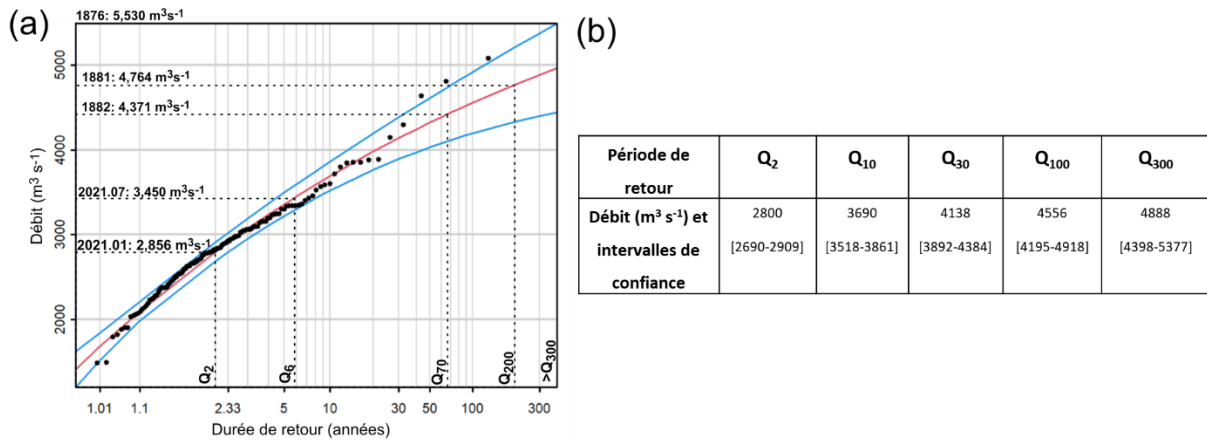 (a)
1876: 5,530 m³s⁻¹
1881: 4,764 m³s⁻¹
1882: 4,371 m³s⁻¹
2021.07: 3,450 m³s⁻¹
2021.01: 2,856 m³s⁻¹
5000
4000
3000
2000
Débit (m³ s⁻¹)
Q₂
Q₆
Q₇₀
Q₂₀₀
>Q₃₀₀
1.01 1.1 2.33 5 10 30 50 100 300
Durée de retour (années)
(b)
Période de retour Q₂ Q₁₀ Q₃₀ Q₁₀₀ Q₃₀₀
Débit (m³ s⁻¹) et intervalles de confiance 2800 3690 4138 4556 4888
[2690-2909] [3518-3861] [3892-4384] [4195-4918] [4398-5377]